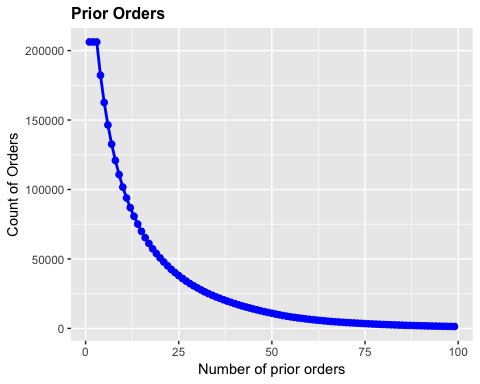 Prior Orders
Count of Orders
200000
150000
100000
50000
0
0 25 50 75 100
Number of prior orders